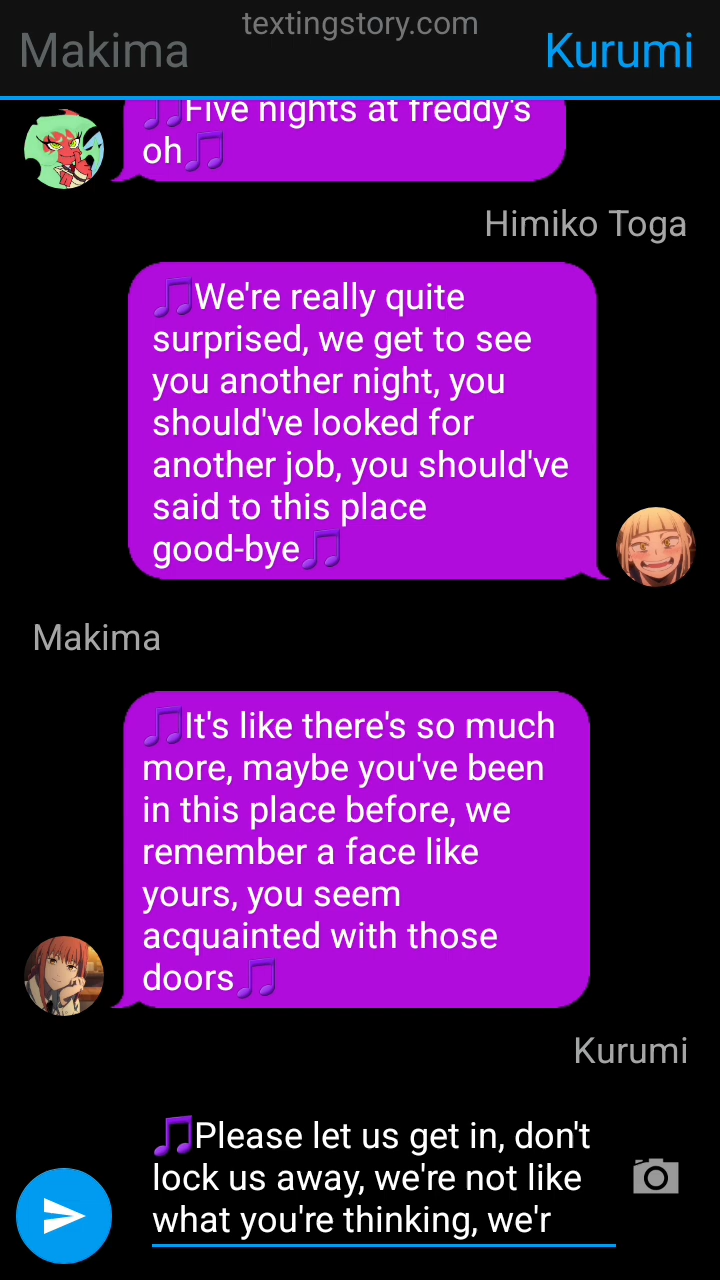 textingstory.com
Makima
Kurumi
🎵Five nights at freddy's
oh🎵
Himiko Toga
🎵We're really quite
surprised, we get to see
you another night, you
should've looked for
another job, you should've
said to this place
good-bye🎵
Makima
🎵It's like there's so much
more, maybe you've been
in this place before, we
remember a face like
yours, you seem
acquainted with those
doors🎵
Kurumi
🎵Please let us get in, don't
lock us away, we're not like
what you're thinking, we'r